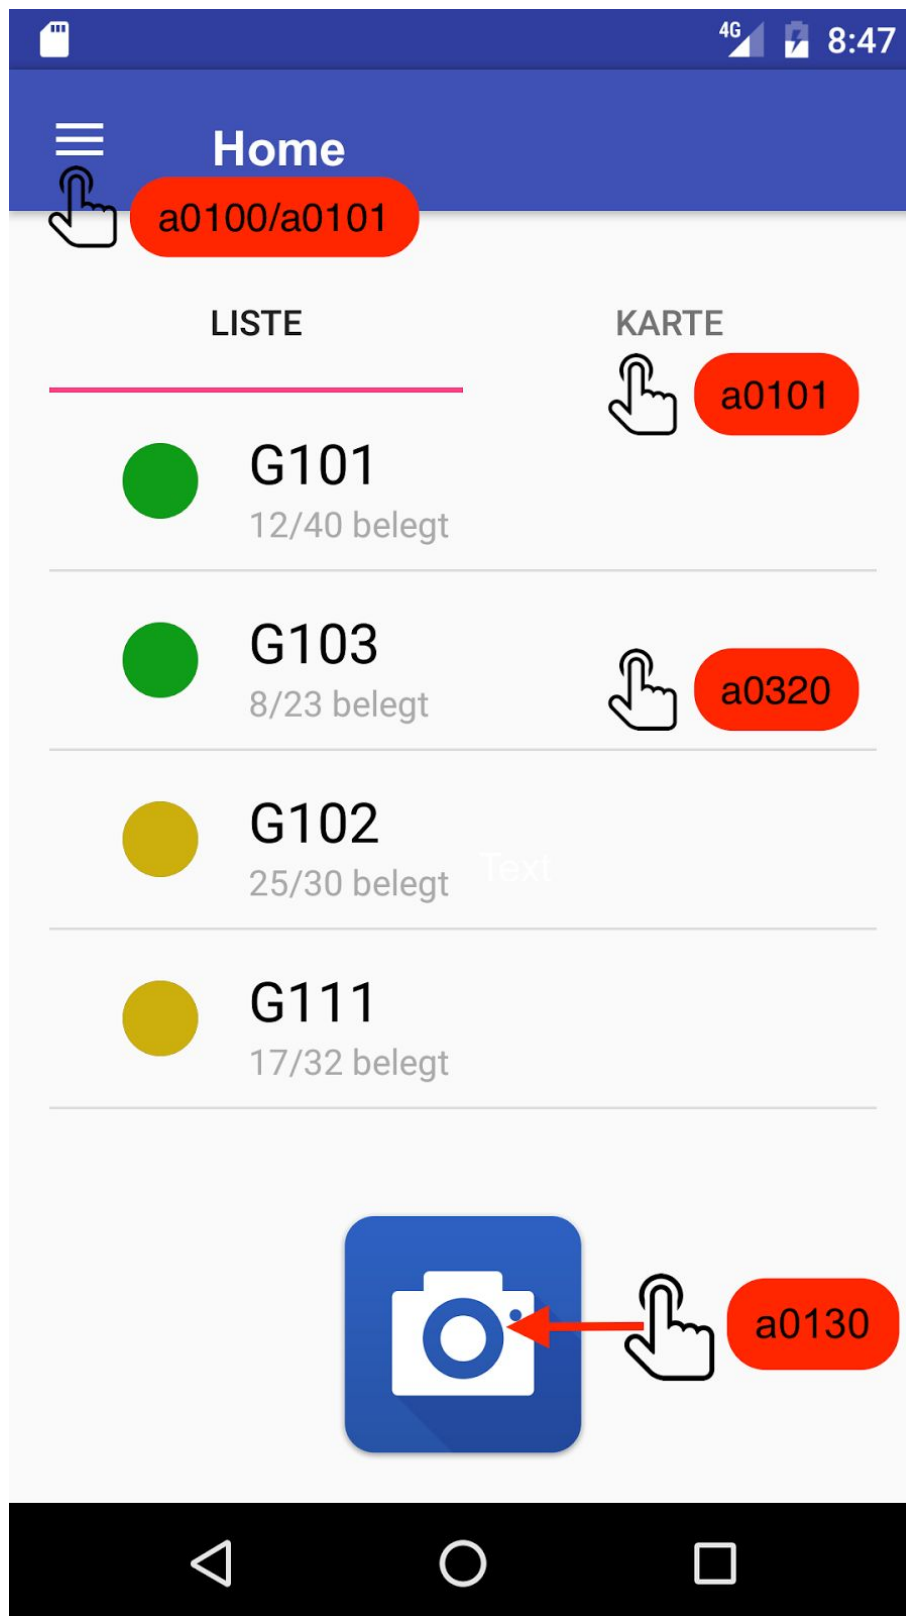 4G 8:47
Home
a0100/a0101
LISTE KARTE
a0101
G101
12/40 belegt
G103
8/23 belegt
a0320
G102
25/30 belegt
Text
G111
17/32 belegt
a0130